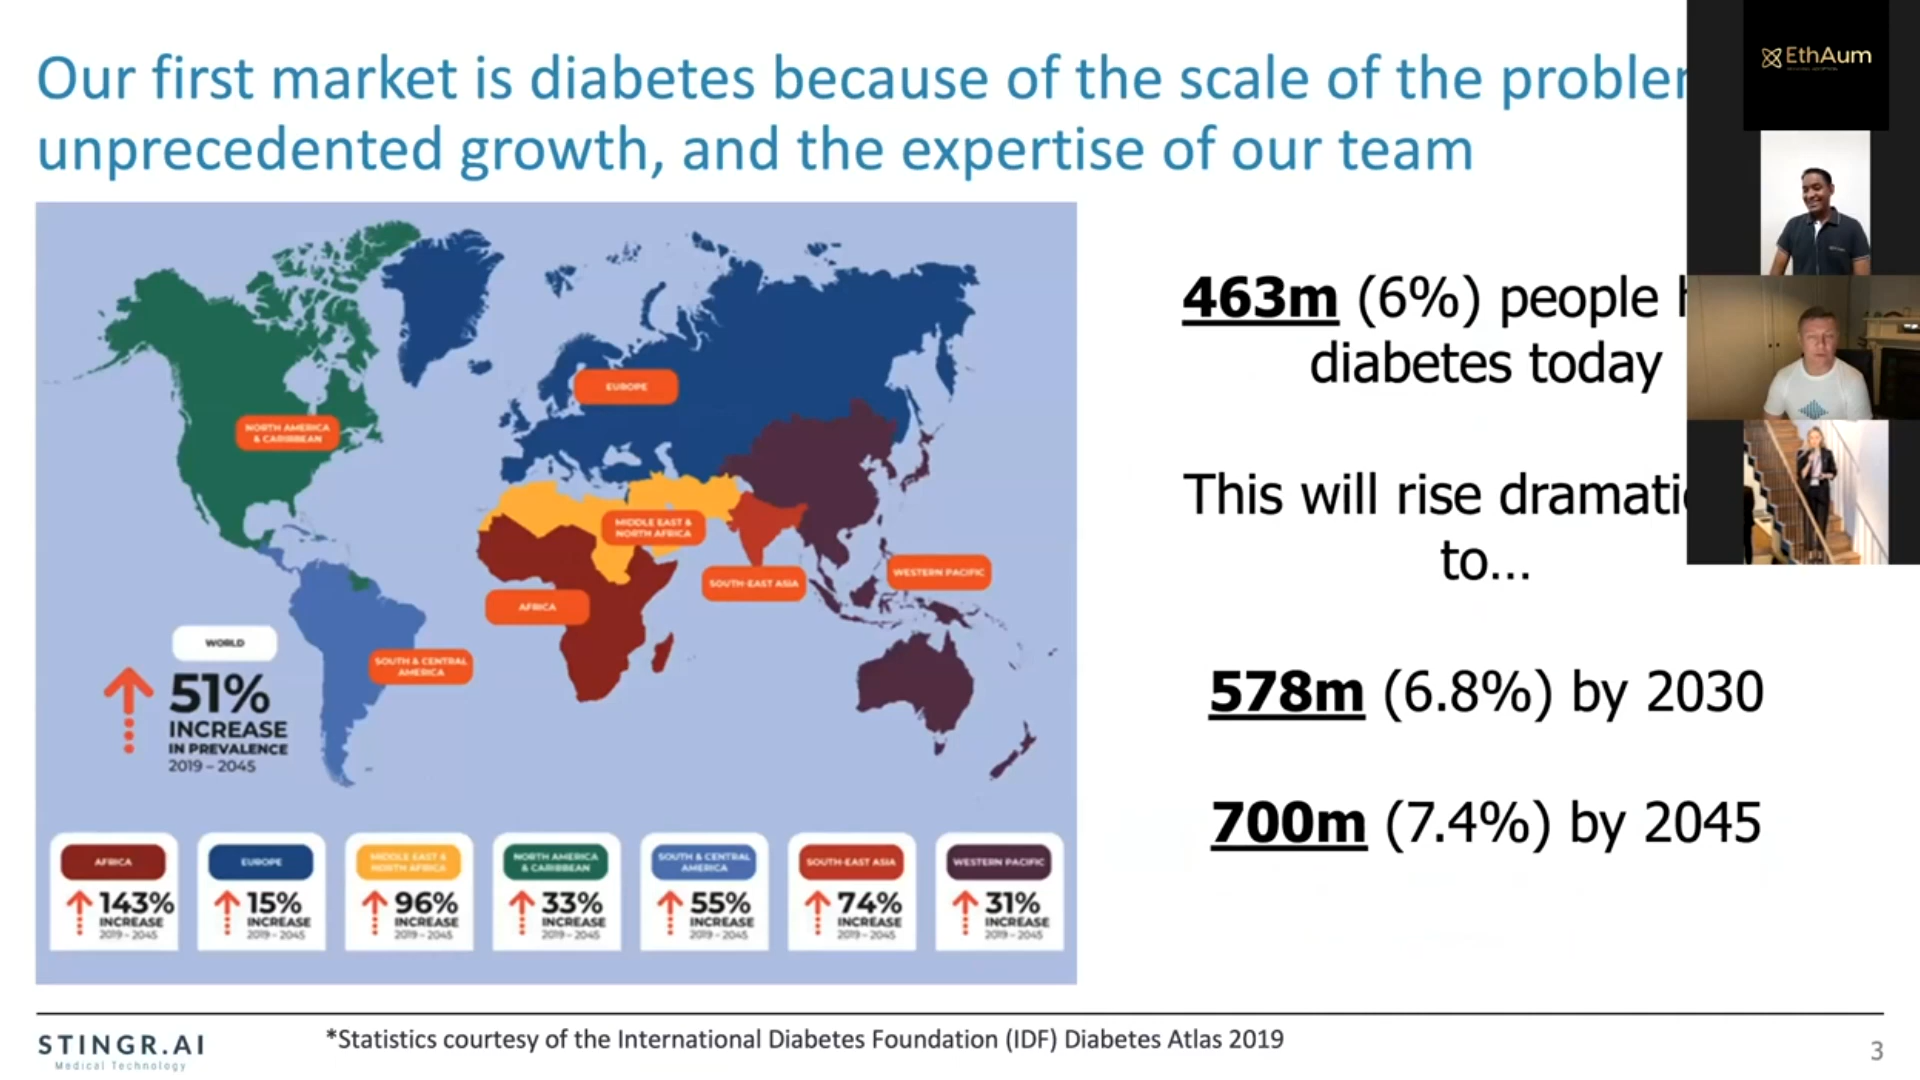 Our first market is diabetes because of the scale of the probler
unprecedented growth, and the expertise of our team
EthAum
463m (6%) people h
diabetes today
This will rise dramatic
to...
578m (6.8%) by 2030
700m (7.4%) by 2045
EUROPE
NORTH AMERICA
& CARIBBEAN
MIDDLE EAST &
NORTH AFRICA
SOUTH-EAST ASIA
WESTERN PACIFIC
AFRICA
SOUTH & CENTRAL
AMERICA
WORLD
51%
INCREASE
IN PREVALENCE
2019 – 2045
AFRICA
143%
INCREASE
2019 – 2045
EUROPE
15%
INCREASE
2019 – 2045
MIDDLE EAST &
NORTH AFRICA
96%
INCREASE
2019 – 2045
NORTH AMERICA
& CARIBBEAN
33%
INCREASE
2019 – 2045
SOUTH & CENTRAL
AMERICA
55%
INCREASE
2019 – 2045
SOUTH-EAST ASIA
74%
INCREASE
2019 – 2045
WESTERN PACIFIC
31%
INCREASE
2019 – 2045
STINGR.AI
Medical Technology
*Statistics courtesy of the International Diabetes Foundation (IDF) Diabetes Atlas 2019
3